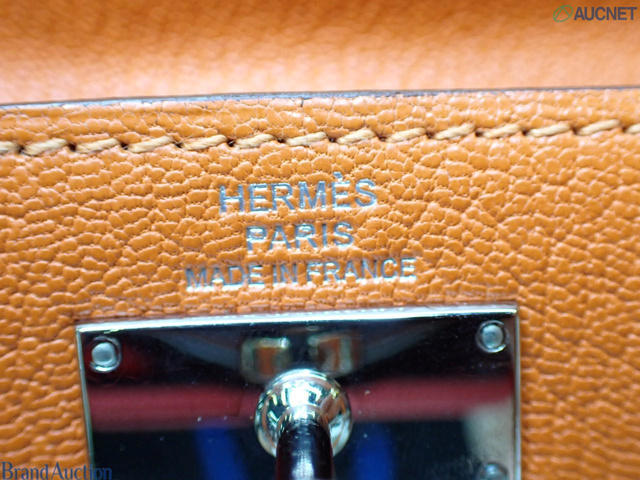 AUCNET
HERMÈS
PARIS
MADE IN FRANCE
BrandAuction